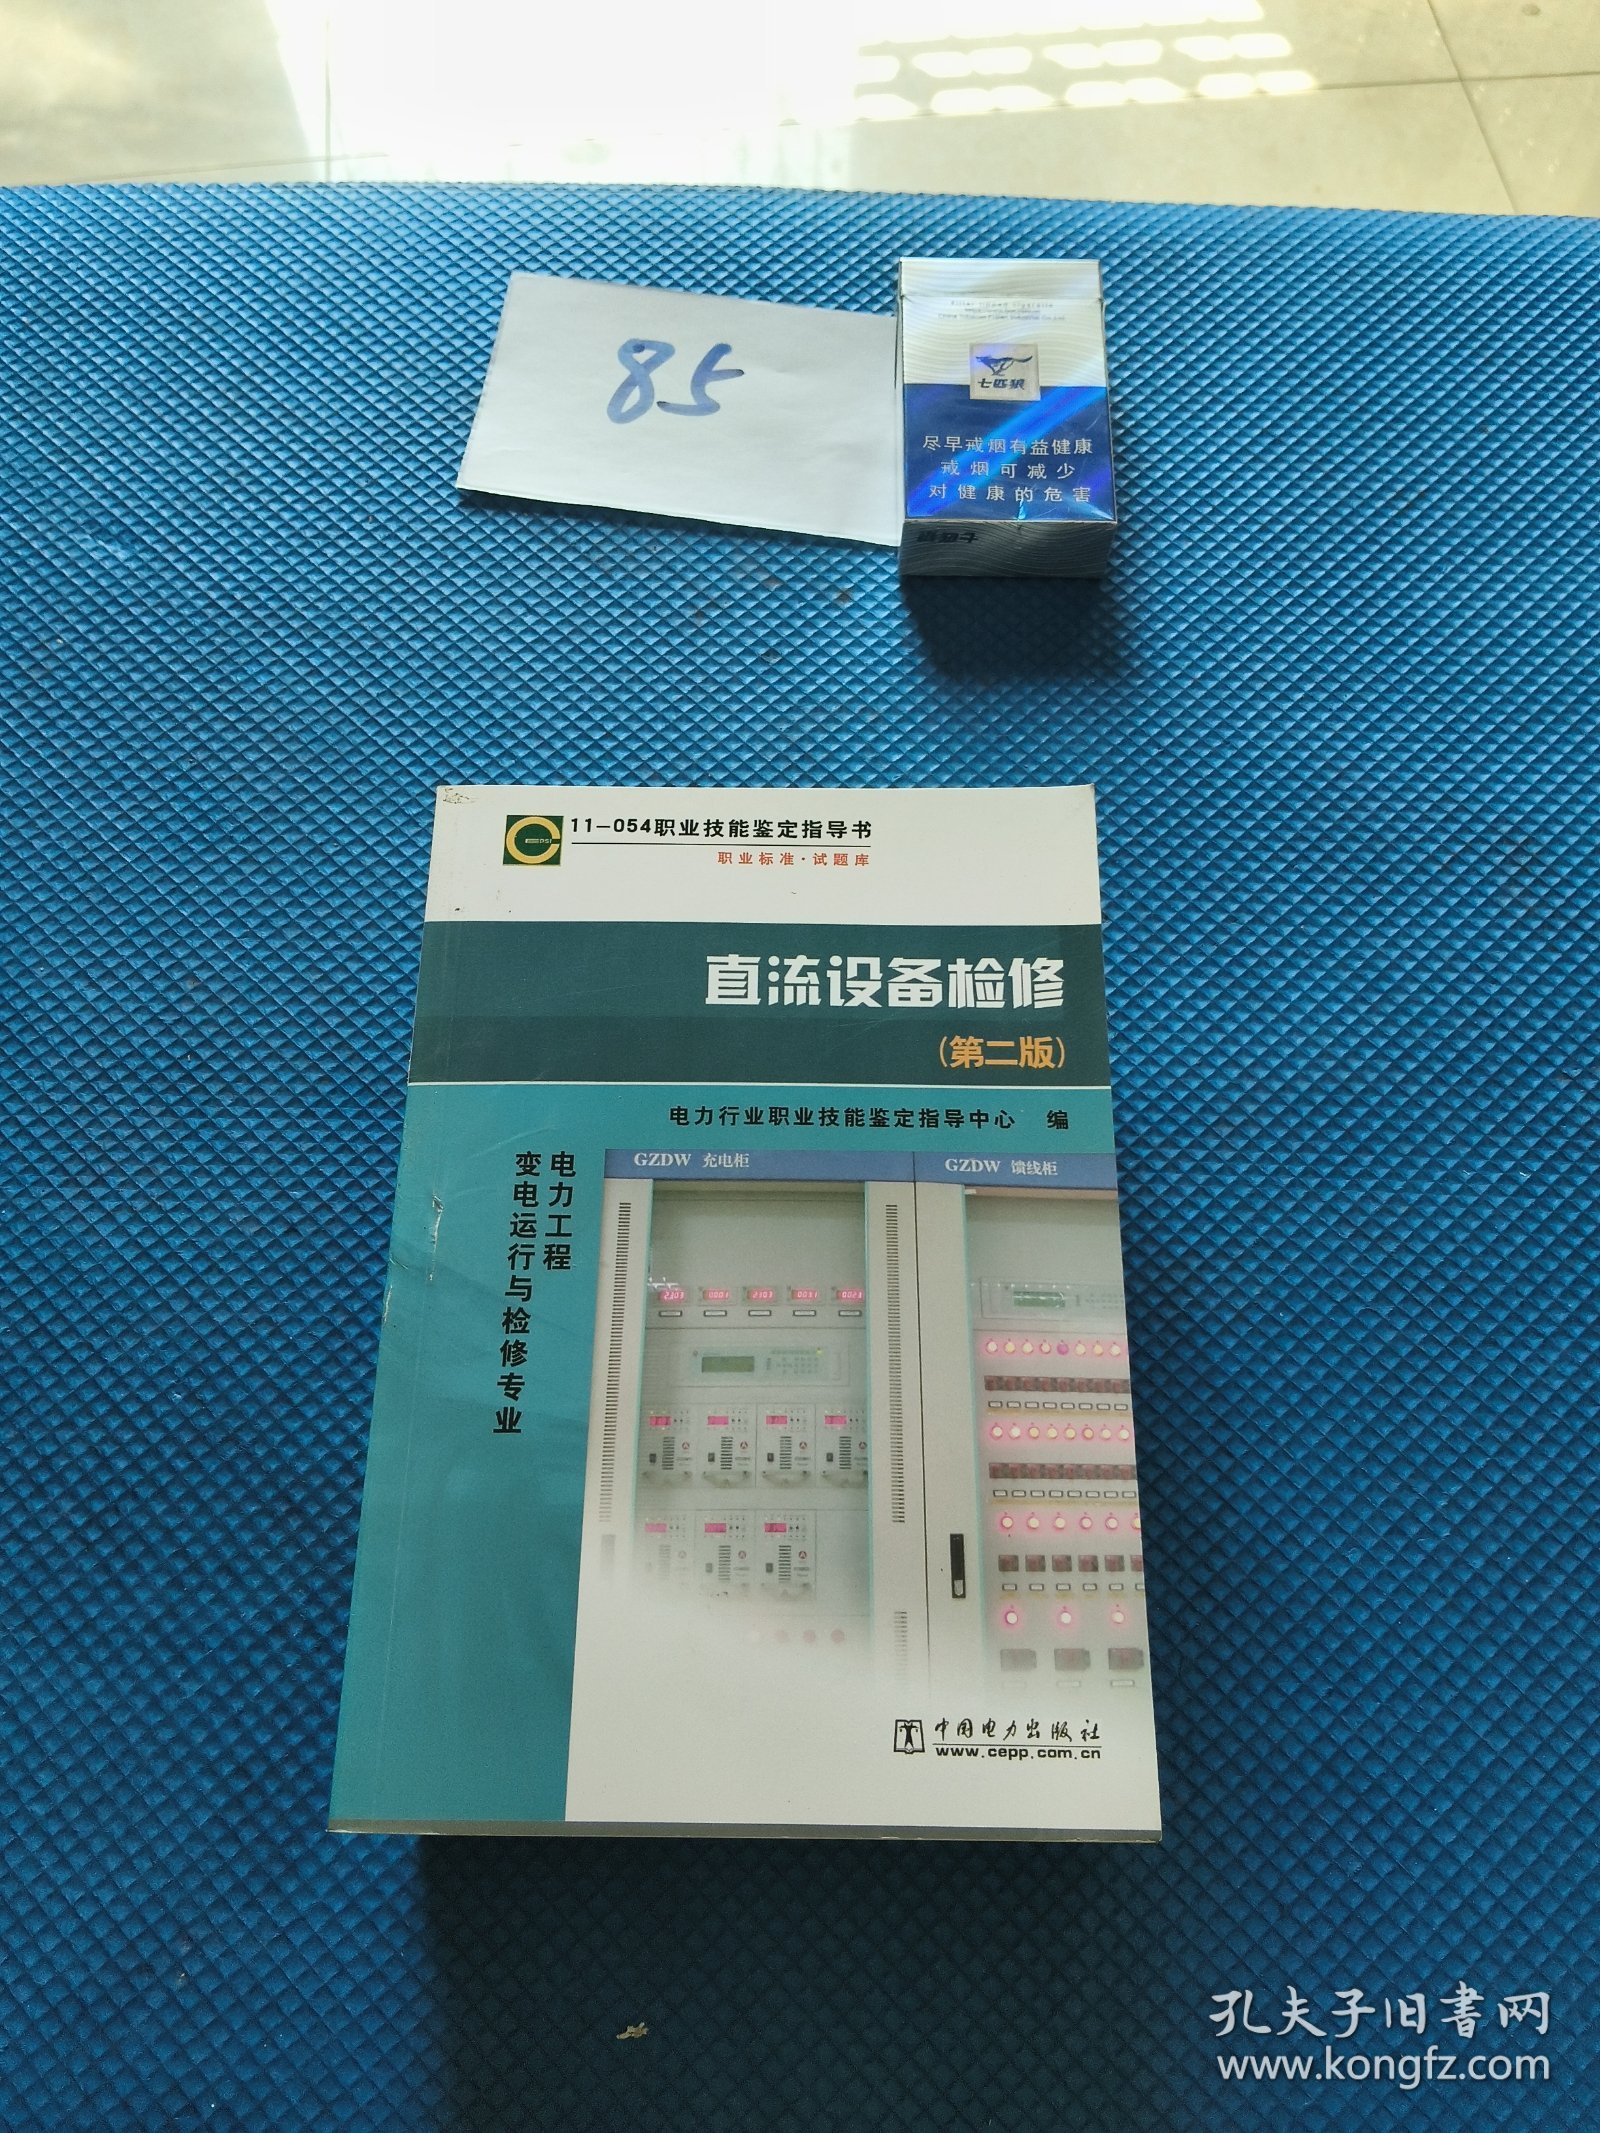 85
七匹狼
尽早戒烟有益健康
戒烟可减少
对健康的危害
11-054职业技能鉴定指导书
职业标准·试题库
直流设备检修
(第二版)
电力行业职业技能鉴定指导中心 编
电力工程
变电运行与检修专业
GZDW 充电柜
GZDW 馈线柜
中国电力出版社
www.cepp.com.cn
孔夫子旧书网
www.kongfz.com